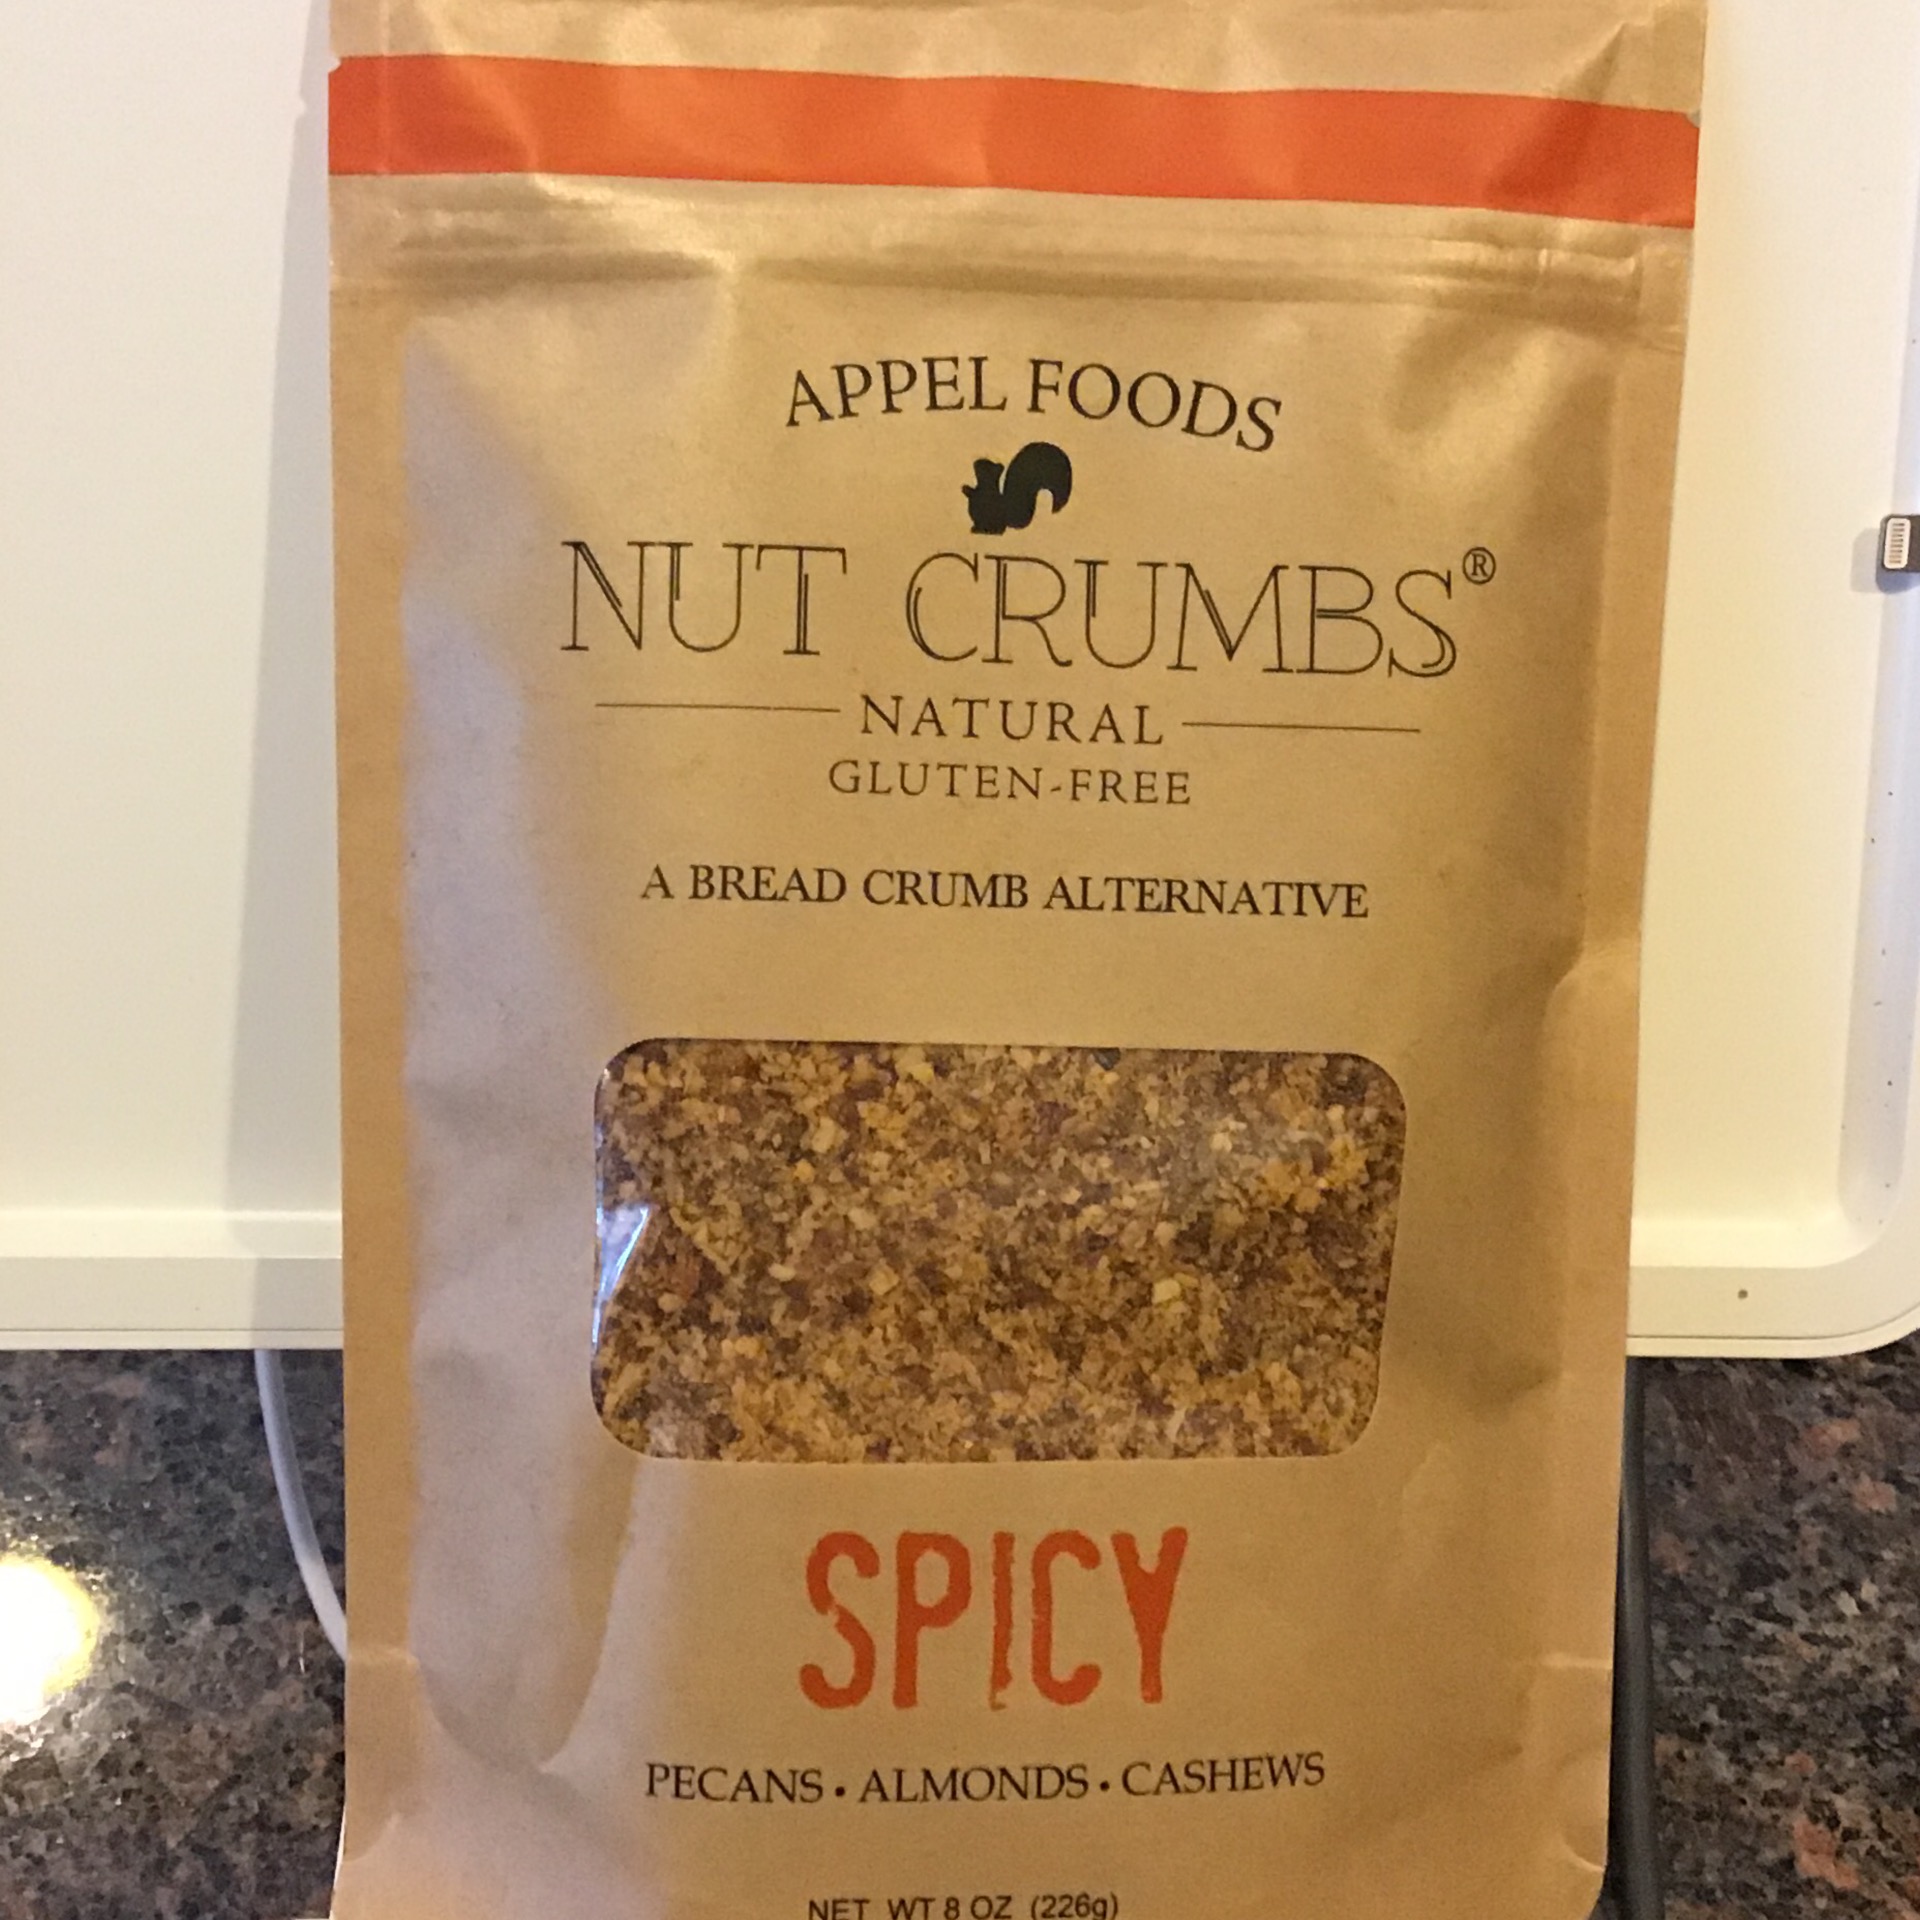 APPEL FOODS
NUT CRUMBS®
NATURAL
GLUTEN-FREE
A BREAD CRUMB ALTERNATIVE
SPICY
PECANS • ALMONDS • CASHEWS
NET WT 8 OZ (226g)